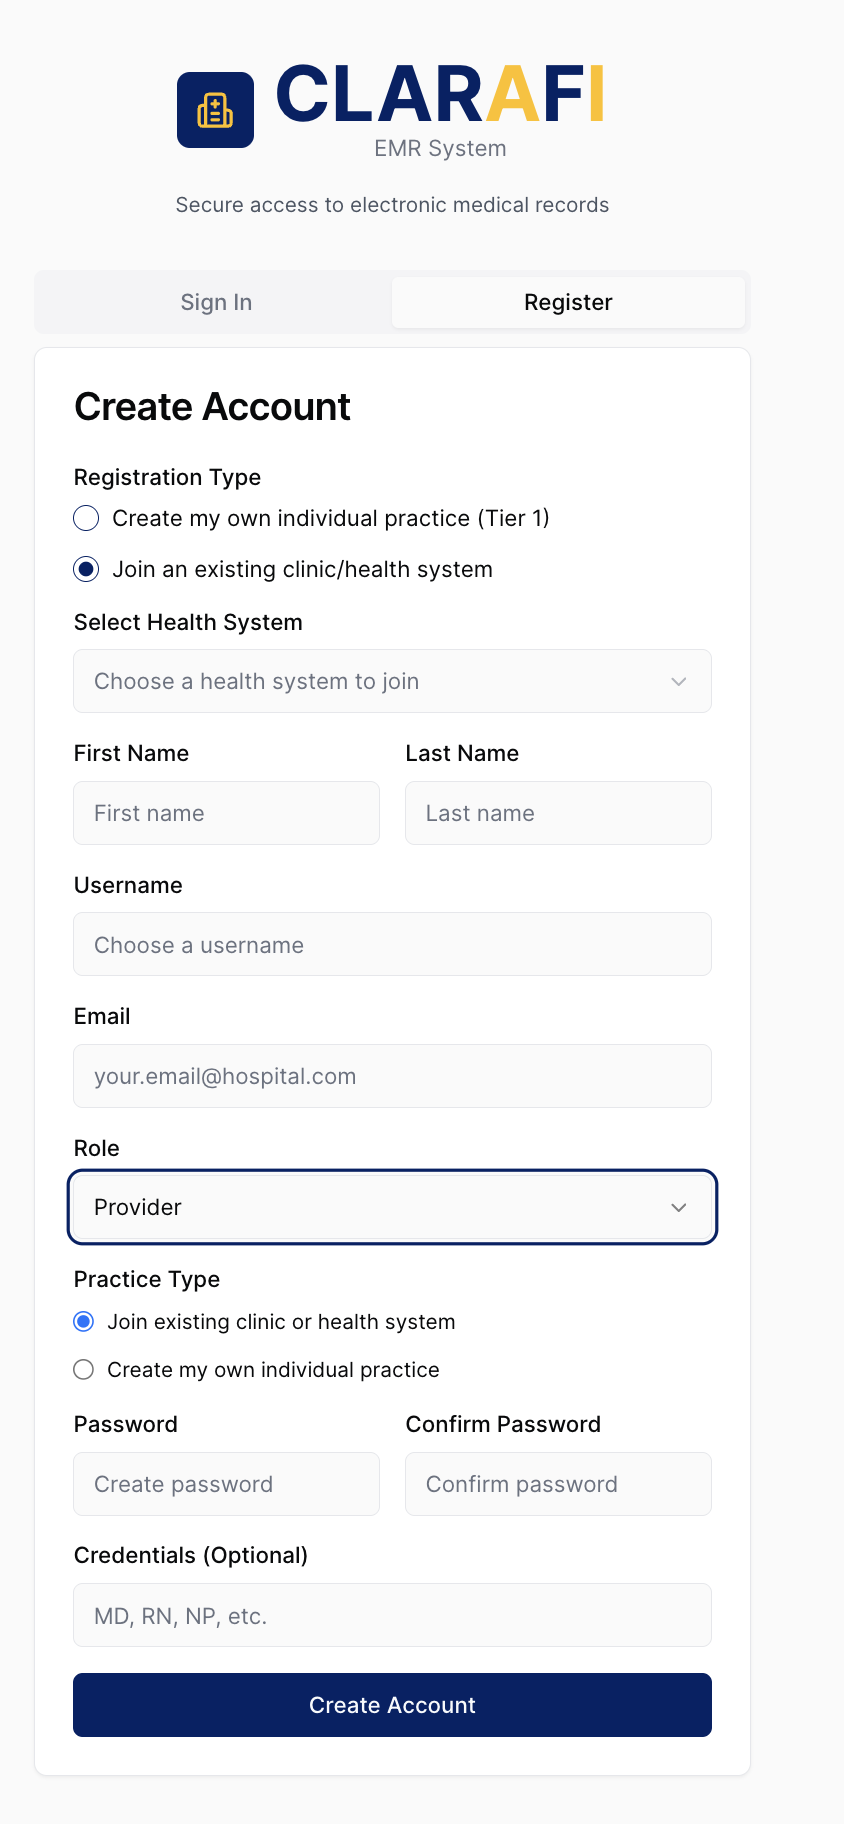 CLARAFI
EMR System
Secure access to electronic medical records
Sign In
Register
Create Account
Registration Type
Create my own individual practice (Tier 1)
Join an existing clinic/health system
Select Health System
Choose a health system to join
First Name
Last Name
First name
Last name
Username
Choose a username
Email
your.email@hospital.com
Role
Provider
Practice Type
Join existing clinic or health system
Create my own individual practice
Password
Confirm Password
Create password
Confirm password
Credentials (Optional)
MD, RN, NP, etc.
Create Account